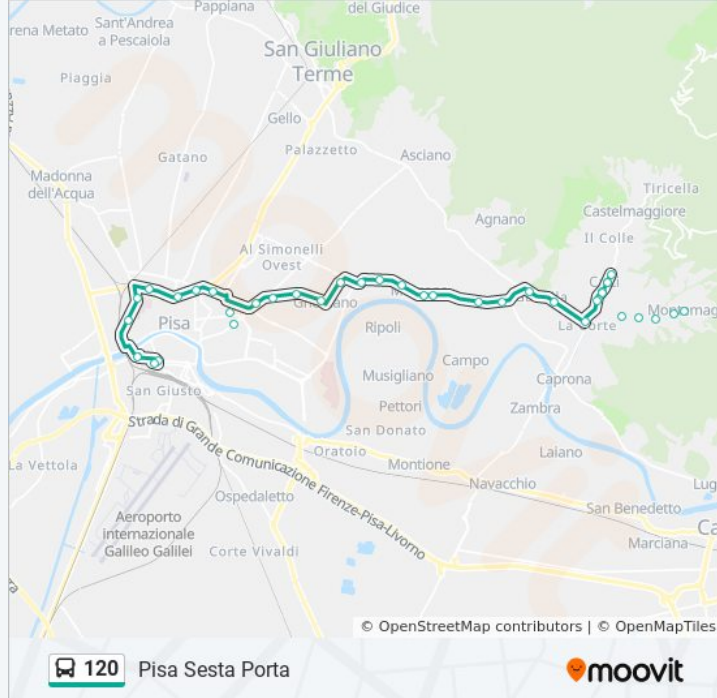 Pappiana
del Giudice
Sant'Andrea
a Pescaiola
San Giuliano
Terme
Piaggia
Gello
Palazzetto
Gatano
Asciano
Madonna
dell'Acqua
Tiricella
Castelmaggiore
Agnano
Il Colle
Al Simonelli
Ovest
Pisa
Ripoli
La Corte
Campo
Musigliano
Caprona
San Giusto
Pettori
Zambra
San Donato
Strada di Grande Comunicazione Firenze-Pisa-Livorno
Oratoio
Laiano
La Vettola
Montione
Navacchio
Ospedaletto
San Benedetto
Aeroporto
internazionale
Galileo Galilei
Corte Vivaldi
Marciana
© OpenStreetMap contributors | © OpenMapTiles
120 Pisa Sesta Porta
moovit